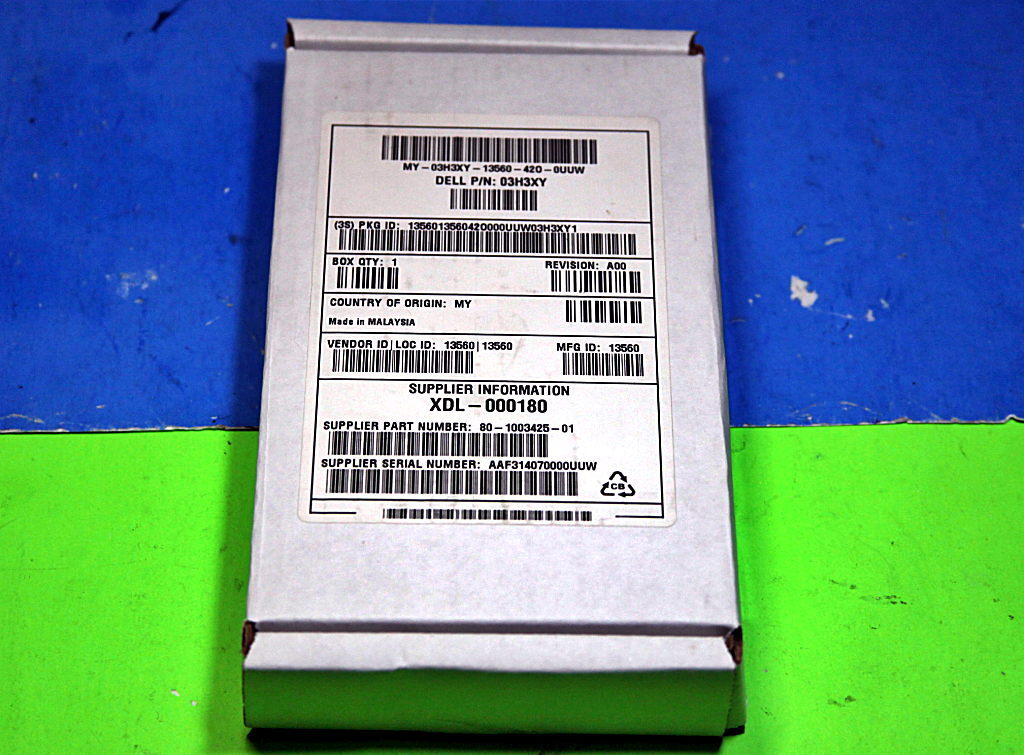 MY-03H3XY-13560-42O-0UUW
DELL P/N: 03H3XY
(3S) PKG ID: 1356013560420000UUW03H3XY1
BOX QTY: 1
REVISION: A00
COUNTRY OF ORIGIN: MY
Made in MALAYSIA
VENDOR ID|LOC ID: 13560|13560
MFG ID: 13560
SUPPLIER INFORMATION
XDL-000180
SUPPLIER PART NUMBER: 80-1003425-01
SUPPLIER SERIAL NUMBER: AAF314070000UUW
CB